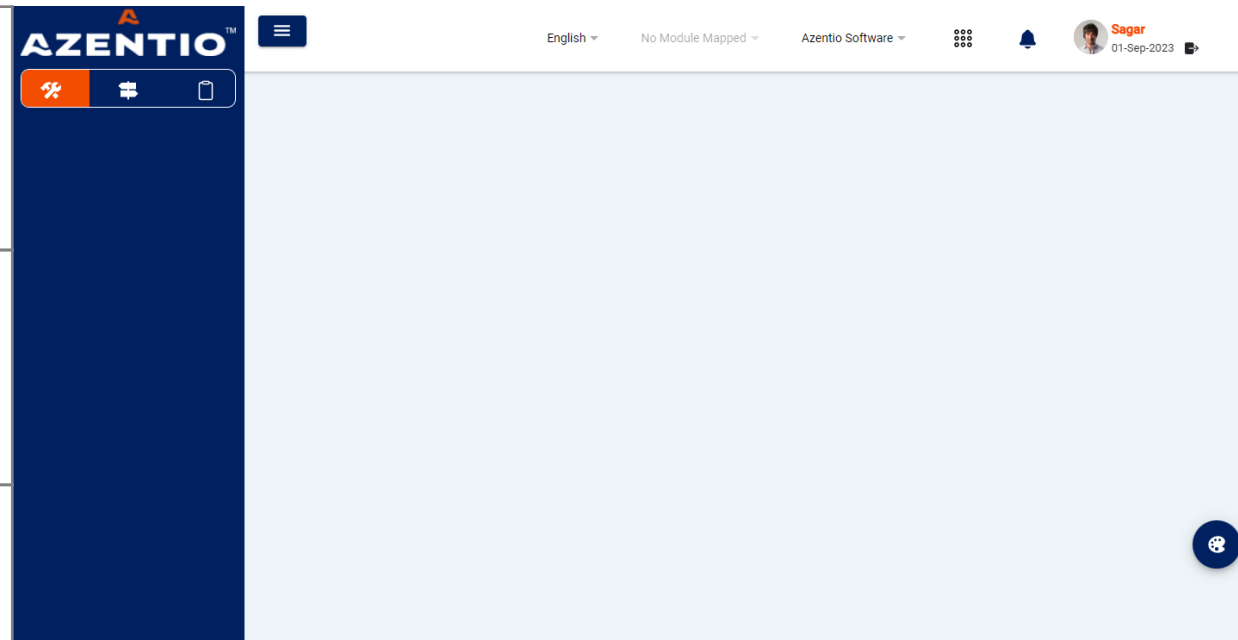 AZENTIO™
English
No Module Mapped
Azentio Software
Sagar
01-Sep-2023